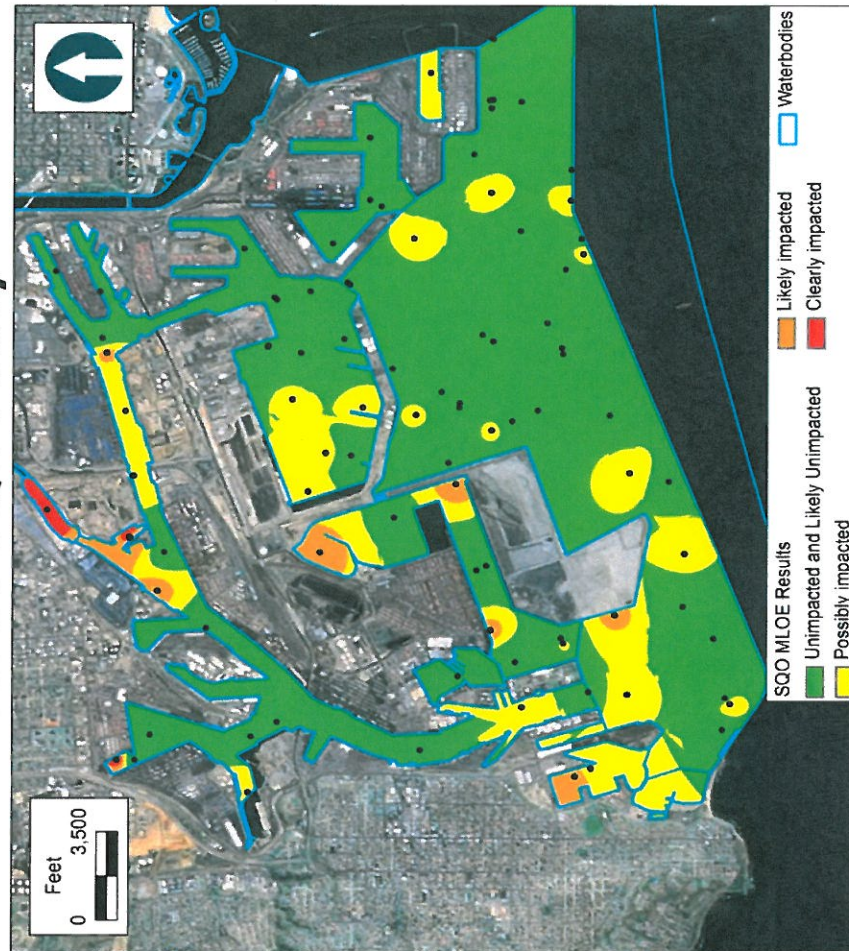 Feet
0 3,500
SQO MLOE Results
Unimpacted and Likely Unimpacted
Possibly impacted
Likely impacted
Clearly impacted
Waterbodies